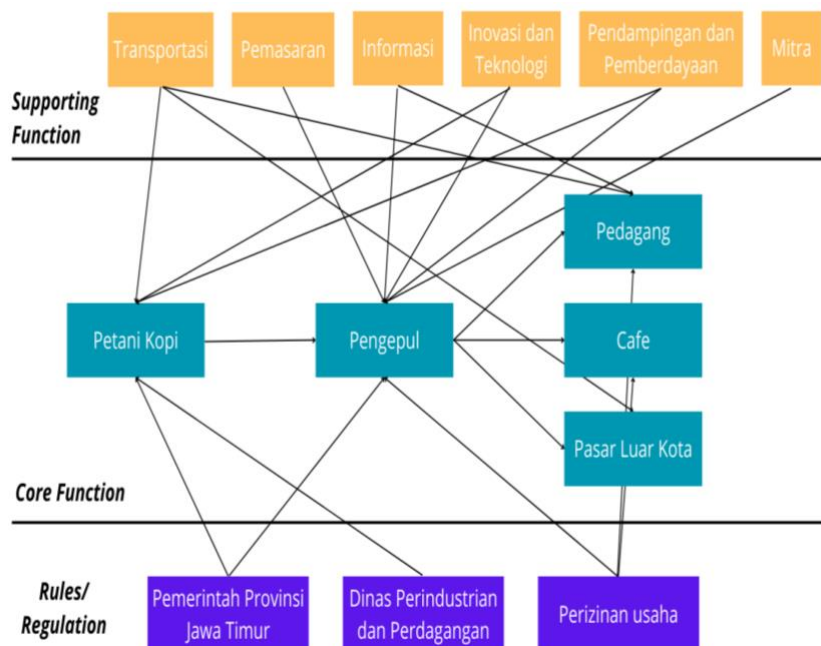 Transportasi
Pemasaran
Informasi
Inovasi dan
Teknologi
Pendampingan dan
Pemberdayaan
Mitra
Supporting
Function
Pedagang
Petani Kopi
Pengepul
Cafe
Pasar Luar Kota
Core Function
Rules/
Regulation
Pemerintah Provinsi
Jawa Timur
Dinas Perindustrian
dan Perdagangan
Perizinan usaha